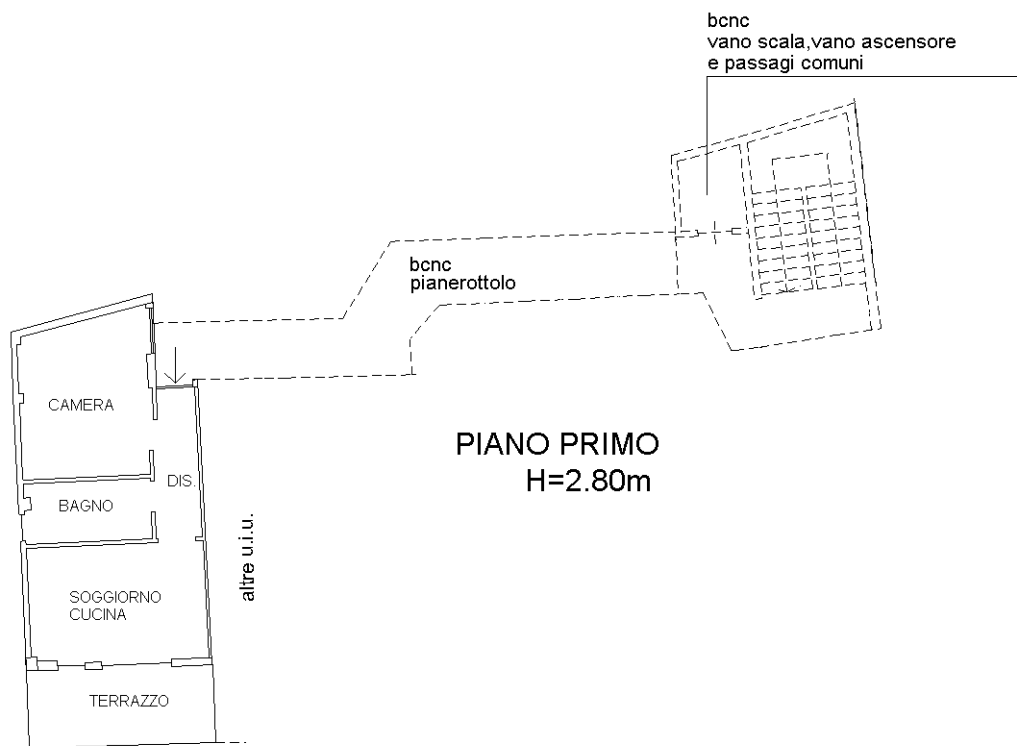 bcnc
vano scala,vano ascensore
e passagi comuni
bcnc
pianerottolo
CAMERA
PIANO PRIMO
H=2.80m
DIS.
BAGNO
altre u.i.u.
SOGGIORNO
CUCINA
TERRAZZO